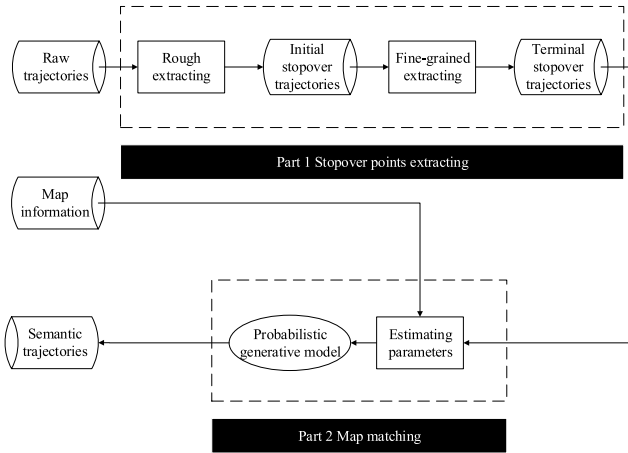 Raw
trajectories
Rough
extracting
Initial
stopover
trajectories
Fine-grained
extracting
Terminal
stopover
trajectories
Part 1 Stopover points extracting
Map
information
Semantic
trajectories
Probabilistic
generative model
Estimating
parameters
Part 2 Map matching